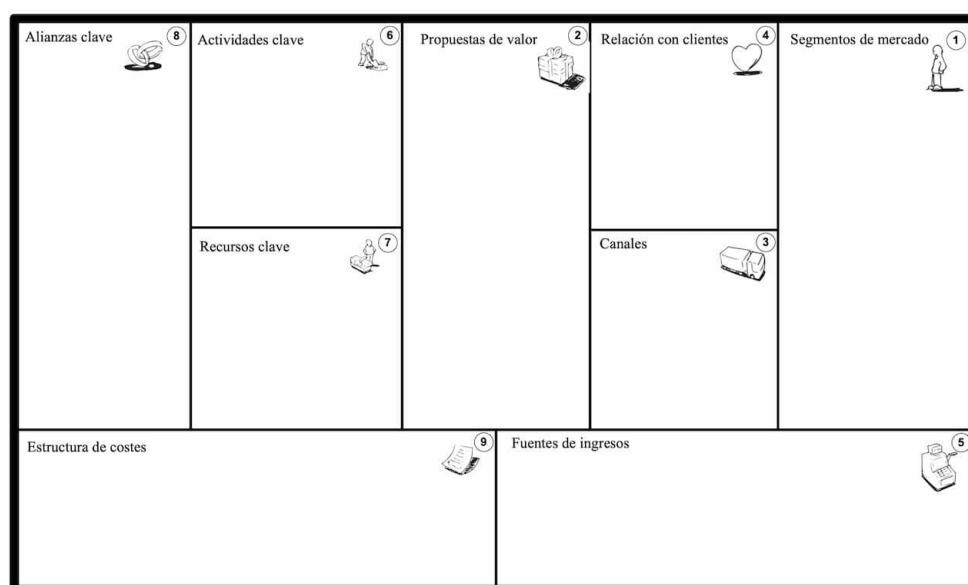 Alianzas clave 8
Actividades clave 6
Propuestas de valor 2
Relación con clientes 4
Segmentos de mercado 1
Recursos clave 7
Canales 3
Estructura de costes 9
Fuentes de ingresos 5